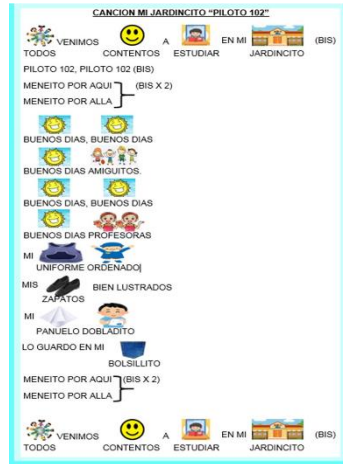 CANCION MI JARDINCITO "PILOTO 102"
VENIMOS A EN MI (BIS)
TODOS CONTENTOS ESTUDIAR JARDINCITO
PILOTO 102, PILOTO 102 (BIS)
MENEITO POR AQUI (BIS X 2)
MENEITO POR ALLA
BUENOS DIAS, BUENOS DIAS
BUENOS DIAS AMIGUITOS.
BUENOS DIAS, BUENOS DIAS
BUENOS DIAS PROFESORAS
MI
UNIFORME ORDENADO
MIS BIEN LUSTRADOS
ZAPATOS
MI
PANUELO DOBLADITO
LO GUARDO EN MI
BOLSILLITO
MENEITO POR AQUI (BIS X 2)
MENEITO POR ALLA
VENIMOS A EN MI (BIS)
TODOS CONTENTOS ESTUDIAR JARDINCITO